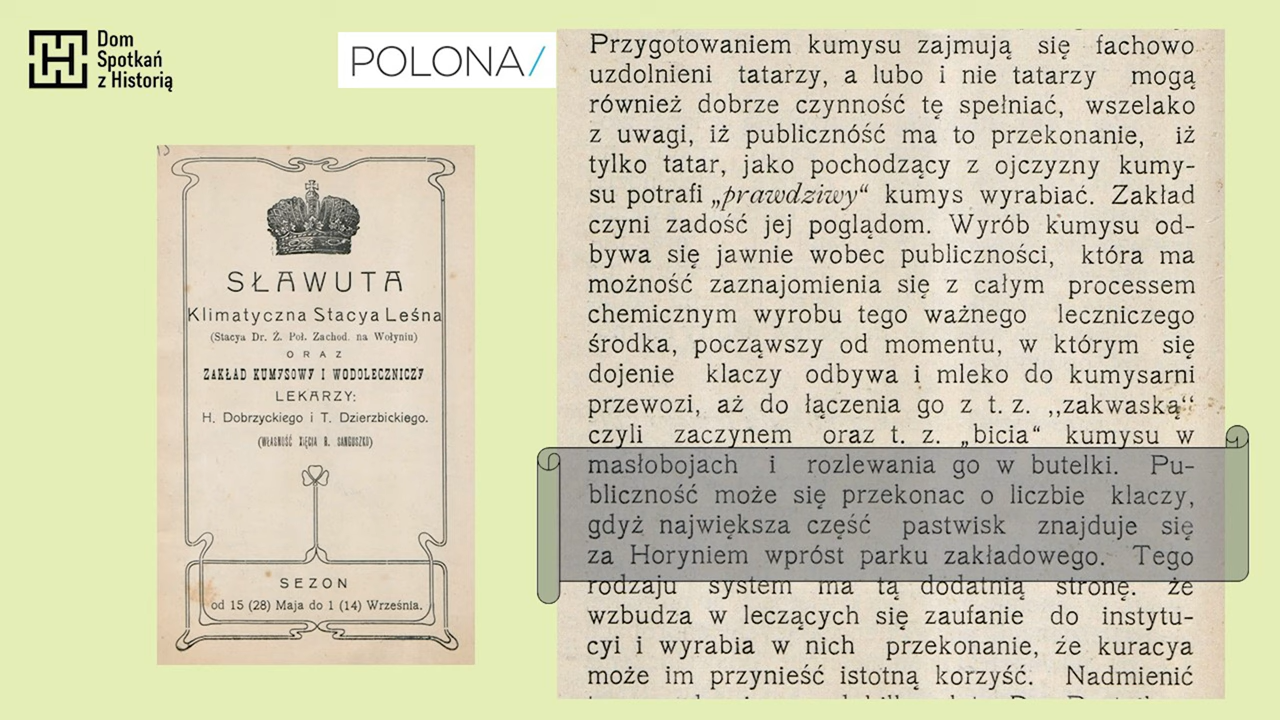 Dom
Spotkań
z Historią
POLONA/
SŁAWUTA
Klimatyczna Stacya Leśna
(Stacya Dr. Ż. Poł. Zachod. na Wołyniu)
ORAZ
ZAKŁAD KUMYSOWY I WODOLECZNICZY
LEKARZY:
H. Dobrzyckiego i T. Dzierzbickiego.
(WŁASNOŚĆ XIĘCIA R. SANGUSZKO)
SEZON
od 15 (28) Maja do 1 (14) Września.
Przygotowaniem kumysu zajmują się fachowo
uzdolnieni tatarzy, a lubo i nie tatarzy mogą
również dobrze czynność tę spełniać, wszelako
z uwagi, iż publicznóść ma to przekonanie, iż
tylko tatar, jako pochodzący z ojczyzny kumy-
su potrafi „prawdziwy“ kumys wyrabiać. Zakład
czyni zadość jej poglądom. Wyrób kumysu od-
bywa się jawnie wobec publiczności, która ma
możność zaznajomienia się z całym processem
chemicznym wyrobu tego ważnego leczniczego
środka, począwszy od momentu, w którym się
dojenie klaczy odbywa i mleko do kumysarni
przewozi, aż do łączenia go z t. z. ,,zakwaską“
czyli zaczynem oraz t. z. „bicia“ kumysu w
masłobojach i rozlewania go w butelki. Pu-
bliczność może się przekonac o liczbie klaczy,
gdyż największa część pastwisk znajduje się
za Horyniem wpróst parku zakładowego. Tego
rodzaju system ma tą dodatnią stronę, że
wzbudza w leczących się zaufanie do instytu-
cyi i wyrabia w nich przekonanie, że kuracya
może im przynieść istotną korzyść. Nadmienić